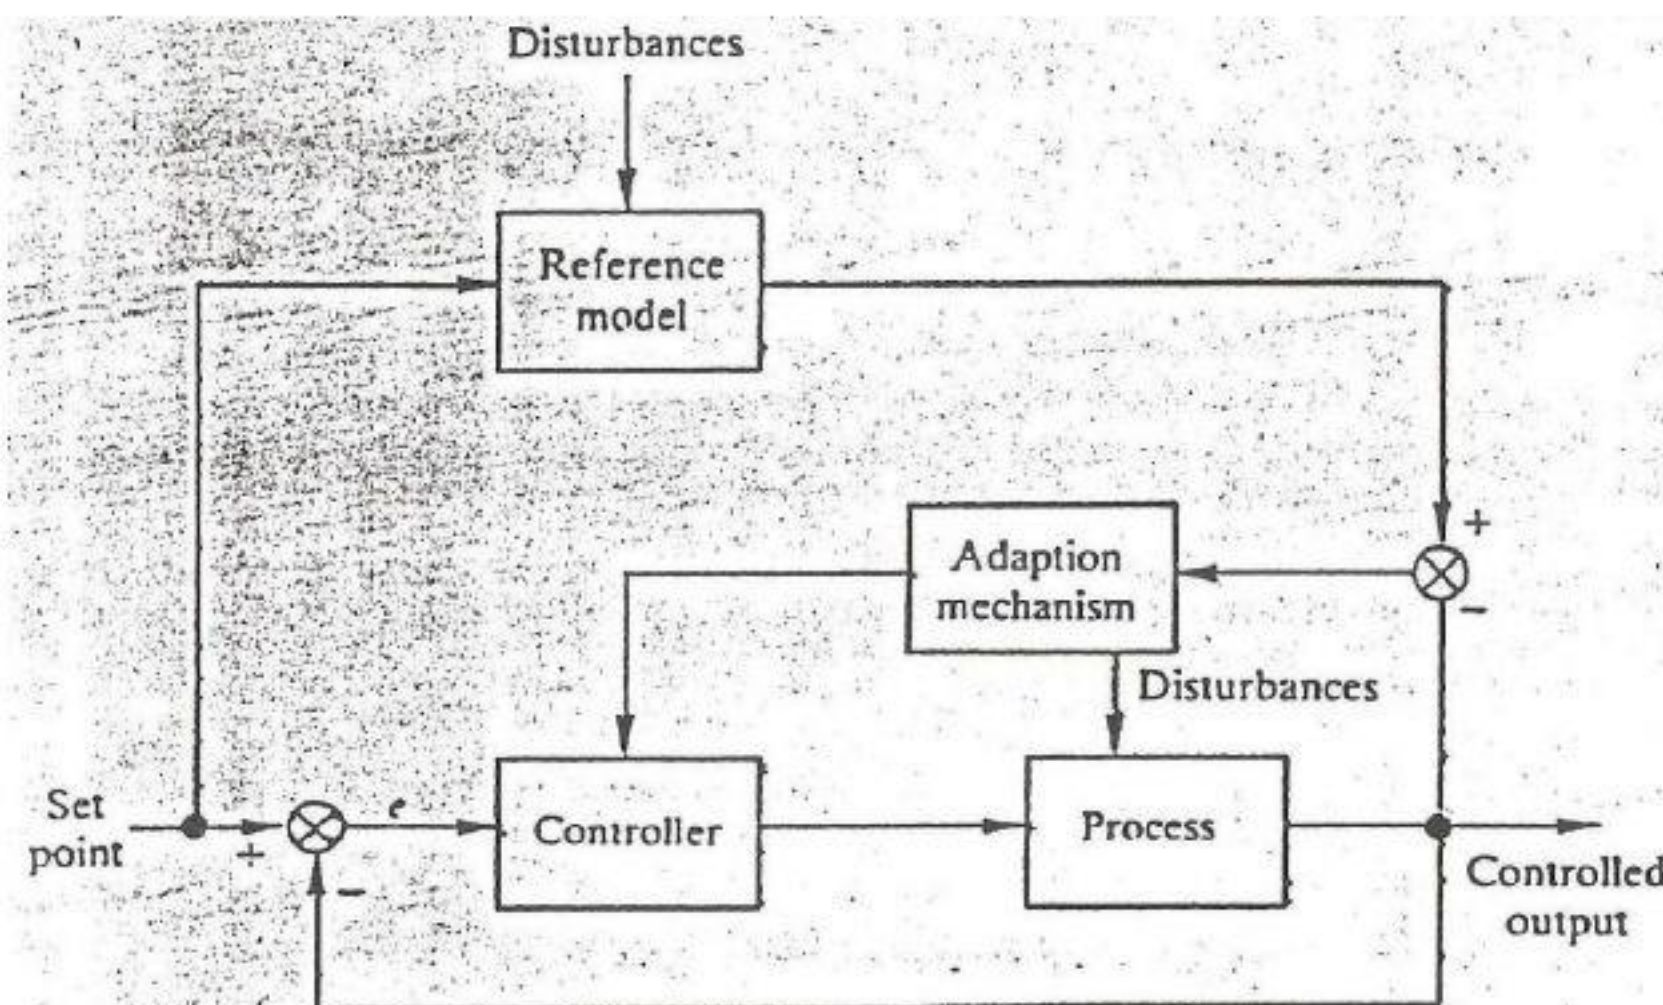 Disturbances
Reference
model
+
Adaption
mechanism
-
Disturbances
Set
point
+
e
-
Controller
Process
Controlled
output